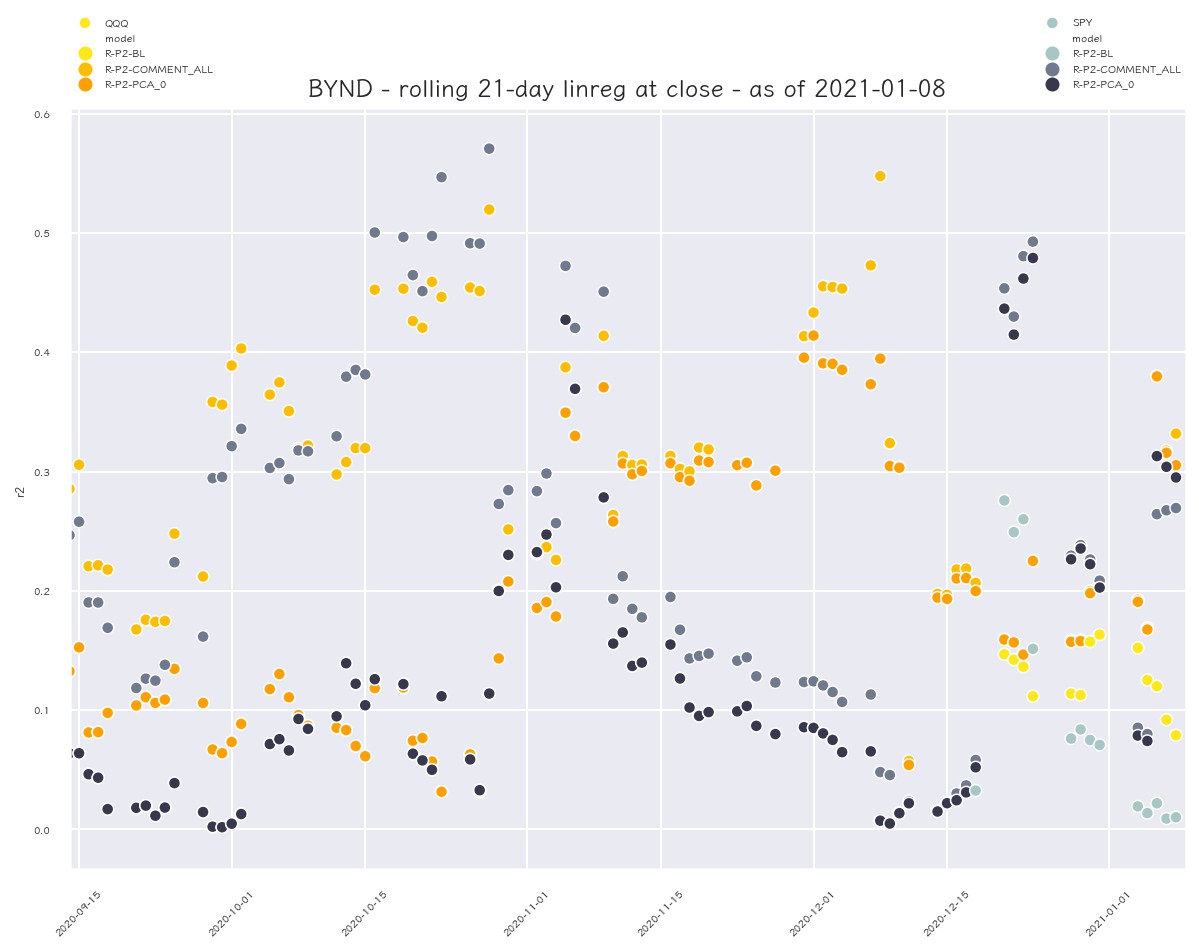 QQQ
model
R-P2-BL
R-P2-COMMENT_ALL
R-P2-PCA_0
SPY
model
R-P2-BL
R-P2-COMMENT_ALL
R-P2-PCA_0
BYND - rolling 21-day linreg at close - as of 2021-01-08
0.6
0.5
0.4
0.3
0.2
0.1
0.0
r2
2020-09-15
2020-10-01
2020-10-15
2020-11-01
2020-11-15
2020-12-01
2020-12-15
2021-01-01